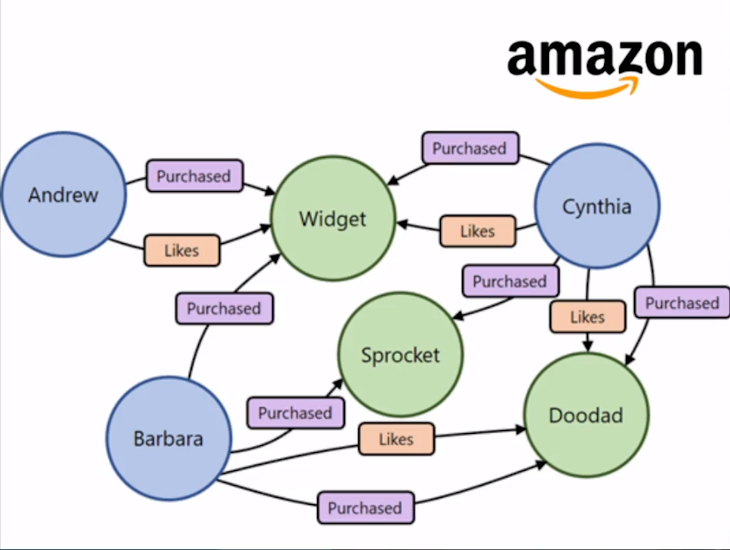 amazon
Purchased
Purchased
Andrew
Widget
Cynthia
Likes
Likes
Purchased
Purchased
Purchased
Likes
Sprocket
Purchased
Doodad
Barbara
Likes
Purchased